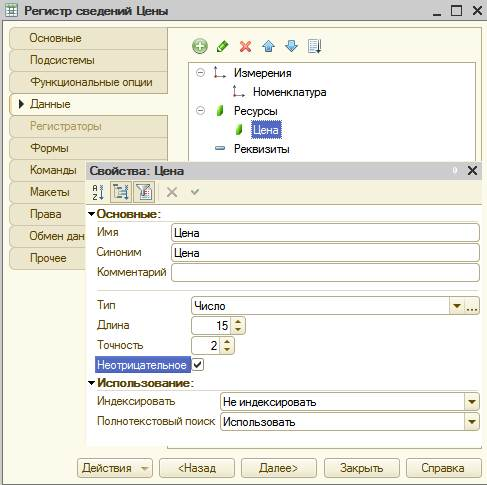 Регистр сведений Цены
Основные
Подсистемы
Функциональные опции
Данные
Регистраторы
Формы
Команды
Макеты
Права
Обмен дан
Прочее
Измерения
Номенклатура
Ресурсы
Цена
Реквизиты
Свойства: Цена
Основные:
Имя Цена
Синоним Цена
Комментарий
Тип Число
Длина 15
Точность 2
Неотрицательное
Использование:
Индексировать Не индексировать
Полнотекстовый поиск Использовать
Действия <Назад Далее> Закрыть Справка